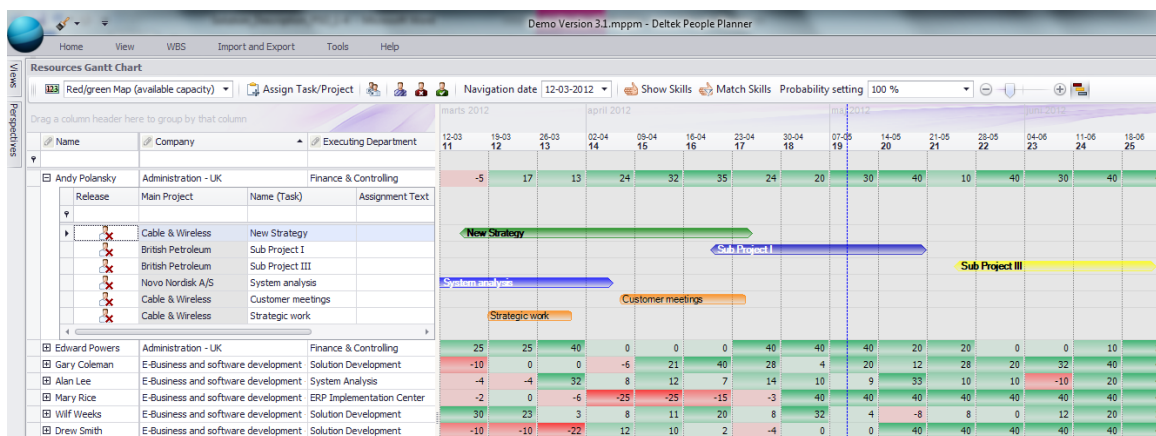 Demo Version 3.1.mppm - Deltek People Planner
Home View WBS Import and Export Tools Help
Views
Perspectives
Resources Gantt Chart
123 Red/green Map (available capacity) Assign Task/Project Navigation date 12-03-2012 Show Skills Match Skills Probability setting 100 %
Drag a column header here to group by that column
marts 2012 april 2012 maj 2012 juni 2012
Name Company Executing Department
12-03 19-03 26-03 02-04 09-04 16-04 23-04 30-04 07-05 14-05 21-05 28-05 04-06 11-06 18-06
11 12 13 14 15 16 17 18 19 20 21 22 23 24 25
Andy Polansky Administration - UK Finance & Controlling -5 17 13 24 32 35 24 20 30 40 10 40 30 40
Release Main Project Name (Task) Assignment Text
Cable & Wireless New Strategy New Strategy
British Petroleum Sub Project I Sub Project I
British Petroleum Sub Project III Sub Project III
Novo Nordisk A/S System analysis System analysis
Cable & Wireless Customer meetings Customer meetings
Cable & Wireless Strategic work Strategic work
Edward Powers Administration - UK Finance & Controlling 25 25 40 0 0 0 40 40 40 20 20 0 0 10
Gary Coleman E-Business and software development Solution Development -10 0 0 -6 21 40 28 4 20 12 28 20 32 40
Alan Lee E-Business and software development System Analysis -4 -4 32 8 12 7 14 10 9 33 10 10 -10 20
Mary Rice E-Business and software development ERP Implementation Center -2 0 -6 -25 -25 -15 -3 40 40 40 40 40 40 40
Wilf Weeks E-Business and software development Solution Development 30 23 3 8 11 20 8 32 4 -8 8 0 12 20
Drew Smith E-Business and software development Solution Development -10 -10 -22 12 10 2 -4 0 0 40 40 40 40 40